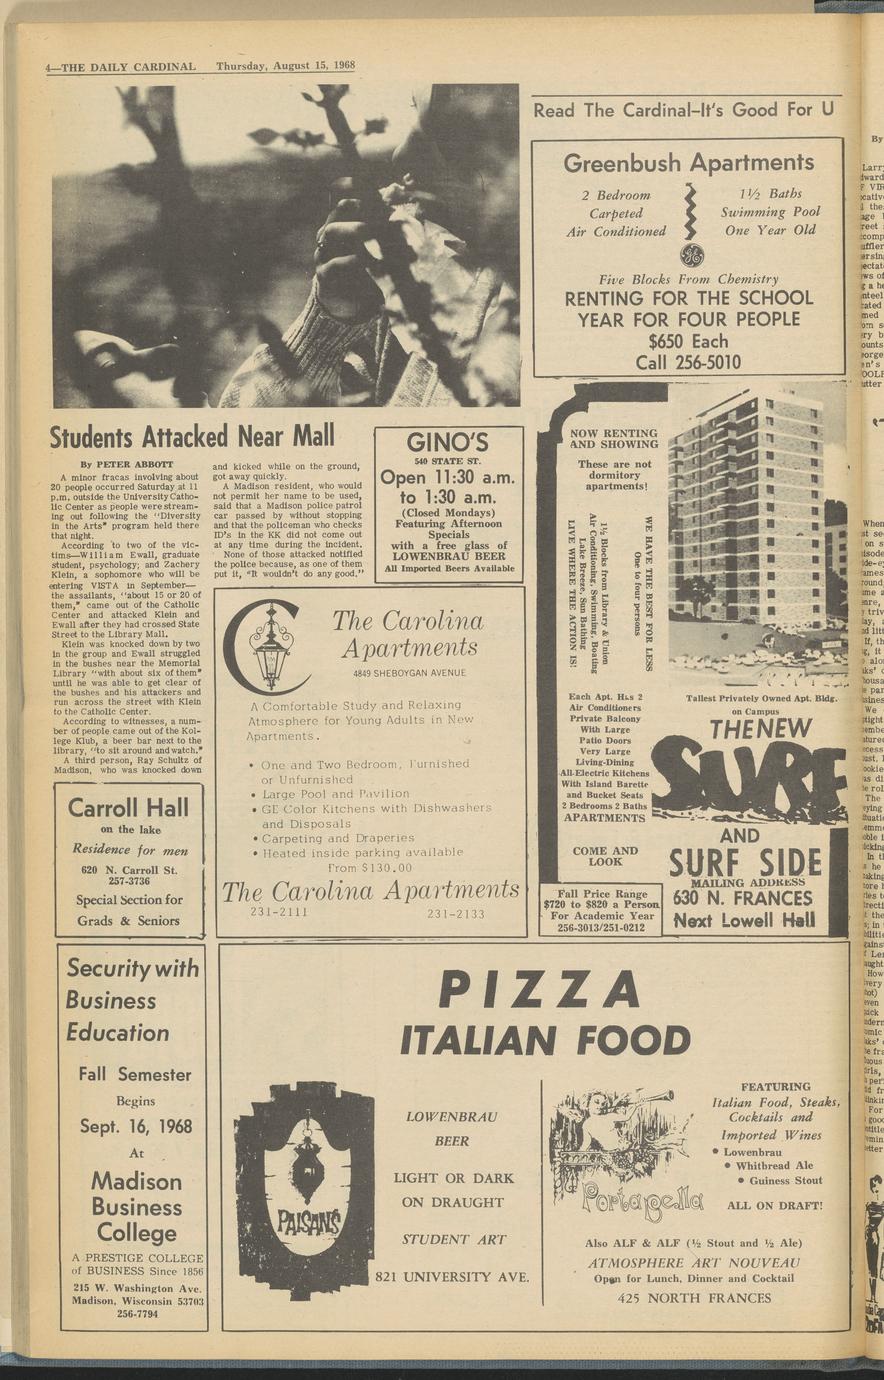 4—THE DAILY CARDINAL Thursday, August 15, 1968
Students Attacked Near Mall
By PETER ABBOTT
A minor fracas involving about
20 people occurred Saturday at 11
p.m. outside the University Catho-
lic Center as people were stream-
ing out following the "Diversity
in the Arts" program held there
that night.
According to two of the vic-
tims—William Ewall, graduate
student, psychology; and Zachery
Klein, a sophomore who will be
entering VISTA in September—
the assailants, "about 15 or 20 of
them," came out of the Catholic
Center and attacked Klein and
Ewall after they had crossed State
Street to the Library Mall.
Klein was knocked down by two
in the group and Ewall struggled
in the bushes near the Memorial
Library "with about six of them"
until he was able to get clear of
the bushes and his attackers and
run across the street with Klein
to the Catholic Center.
According to witnesses, a num-
ber of people came out of the Kol-
lege Klub, a beer bar next to the
library, "to sit around and watch."
A third person, Ray Schultz of
Madison, who was knocked down
and kicked while on the ground,
got away quickly.
A Madison resident, who would
not permit her name to be used,
said that a Madison police patrol
car passed by without stopping
and that the policeman who checks
ID's in the KK did not come out
at any time during the incident.
None of those attacked notified
the police because, as one of them
put it, "It wouldn't do any good."
GINO'S
540 STATE ST.
Open 11:30 a.m.
to 1:30 a.m.
(Closed Mondays)
Featuring Afternoon
Specials
with a free glass of
LOWENBRAU BEER
All Imported Beers Available
Read The Cardinal–It's Good For U
Greenbush Apartments
2 Bedroom
Carpeted
Air Conditioned
1½ Baths
Swimming Pool
One Year Old
GE
Five Blocks From Chemistry
RENTING FOR THE SCHOOL
YEAR FOR FOUR PEOPLE
$650 Each
Call 256-5010
NOW RENTING
AND SHOWING
These are not
dormitory
apartments!
WE HAVE THE BEST FOR LESS
One to four persons
1½ Blocks from Library & Union
Air Conditioning, Swimming, Boating
Lake Breeze, Sun Bathing
LIVE WHERE THE ACTION IS!
Each Apt. Has 2
Air Conditioners
Private Balcony
With Large
Patio Doors
Very Large
Living-Dining
All-Electric Kitchens
With Island Barette
and Bucket Seats
2 Bedrooms 2 Baths
APARTMENTS
COME AND
LOOK
Fall Price Range
$720 to $820 a Person
For Academic Year
256-3013/251-0212
Tallest Privately Owned Apt. Bldg.
on Campus
THE NEW
SURF
AND
SURF SIDE
MAILING ADDRESS
630 N. FRANCES
Next Lowell Hall
The Carolina
Apartments
4849 SHEBOYGAN AVENUE
A Comfortable Study and Relaxing
Atmosphere for Young Adults in New
Apartments.
• One and Two Bedroom, Furnished
or Unfurnished
• Large Pool and Pavilion
• GE Color Kitchens with Dishwashers
and Disposals
• Carpeting and Draperies
• Heated inside parking available
from $130.00
The Carolina Apartments
231-2111 231-2133
Carroll Hall
on the lake
Residence for men
620 N. Carroll St.
257-3736
Special Section for
Grads & Seniors
Security with
Business
Education
Fall Semester
Begins
Sept. 16, 1968
At
Madison
Business
College
A PRESTIGE COLLEGE
of BUSINESS Since 1856
215 W. Washington Ave.
Madison, Wisconsin 53703
256-7794
PIZZA
ITALIAN FOOD
PAISANS
LOWENBRAU
BEER
LIGHT OR DARK
ON DRAUGHT
STUDENT ART
821 UNIVERSITY AVE.
Portabella
FEATURING
Italian Food, Steaks,
Cocktails and
Imported Wines
• Lowenbrau
• Whitbread Ale
• Guiness Stout
ALL ON DRAFT!
Also ALF & ALF (½ Stout and ½ Ale)
ATMOSPHERE ART NOUVEAU
Open for Lunch, Dinner and Cocktail
425 NORTH FRANCES